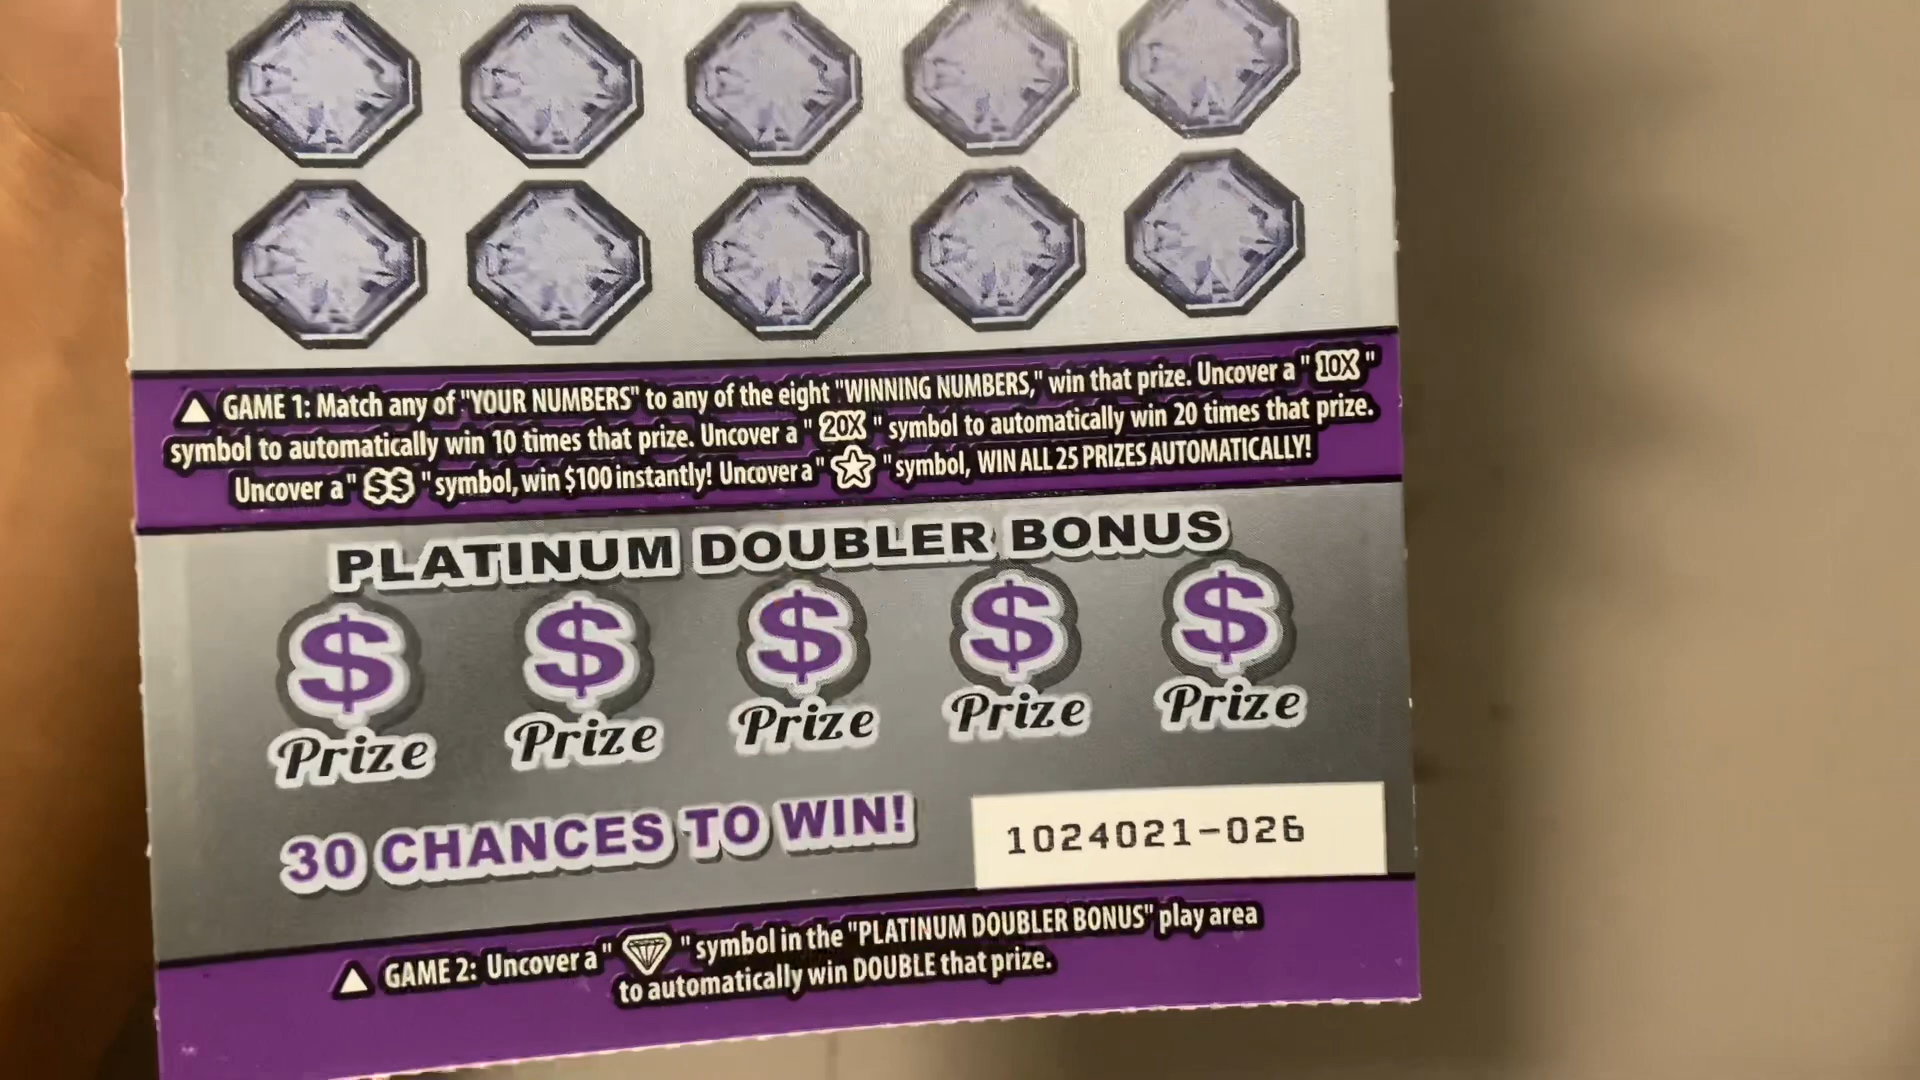 ▲ GAME 1: Match any of "YOUR NUMBERS" to any of the eight "WINNING NUMBERS," win that prize. Uncover a "10X"
symbol to automatically win 10 times that prize. Uncover a "20X" symbol to automatically win 20 times that prize.
Uncover a "$$" symbol, win $100 instantly! Uncover a "☆" symbol, WIN ALL 25 PRIZES AUTOMATICALLY!
PLATINUM DOUBLER BONUS
$ $ $ $ $
Prize Prize Prize Prize Prize
30 CHANCES TO WIN!
1024021-026
▲ GAME 2: Uncover a " " symbol in the "PLATINUM DOUBLER BONUS" play area
to automatically win DOUBLE that prize.